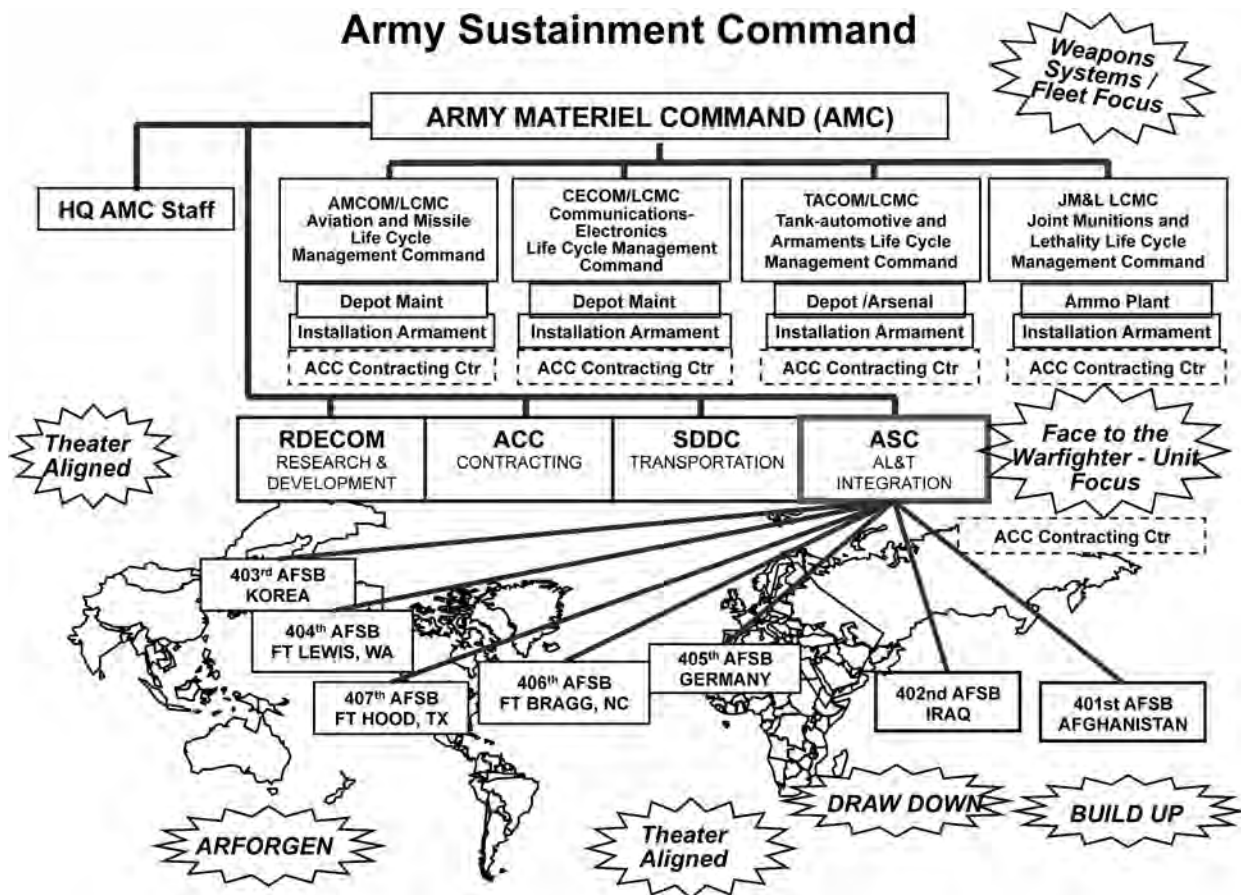 Army Sustainment Command
Weapons
Systems /
Fleet Focus
ARMY MATERIEL COMMAND (AMC)
HQ AMC Staff
AMCOM/LCMC
Aviation and Missile
Life Cycle
Management Command
CECOM/LCMC
Communications-
Electronics
Life Cycle Management
Command
TACOM/LCMC
Tank-automotive and
Armaments Life Cycle
Management Command
JM&L LCMC
Joint Munitions and
Lethality Life Cycle
Management Command
Depot Maint
Depot Maint
Depot /Arsenal
Ammo Plant
Installation Armament
Installation Armament
Installation Armament
Installation Armament
ACC Contracting Ctr
ACC Contracting Ctr
ACC Contracting Ctr
ACC Contracting Ctr
Theater
Aligned
RDECOM
RESEARCH &
DEVELOPMENT
ACC
CONTRACTING
SDDC
TRANSPORTATION
ASC
AL&T
INTEGRATION
Face to the
Warfighter - Unit
Focus
ACC Contracting Ctr
403rd AFSB
KOREA
404th AFSB
FT LEWIS, WA
407th AFSB
FT HOOD, TX
406th AFSB
FT BRAGG, NC
405th AFSB
GERMANY
402nd AFSB
IRAQ
401st AFSB
AFGHANISTAN
ARFORGEN
Theater
Aligned
DRAW DOWN
BUILD UP